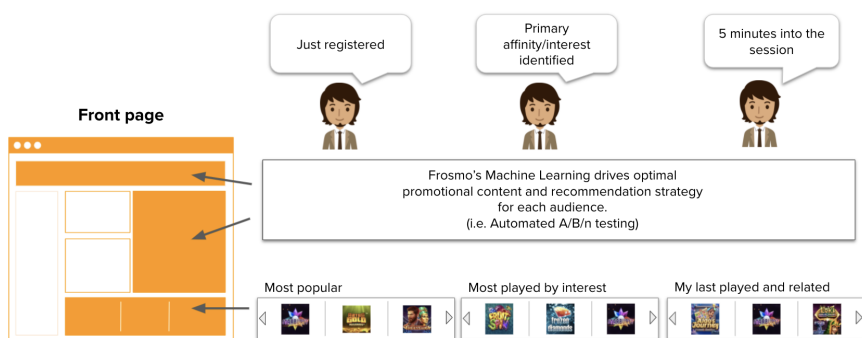 Just registered
Primary
affinity/interest
identified
5 minutes into the
session
Front page
Frosmo's Machine Learning drives optimal
promotional content and recommendation strategy
for each audience.
(i.e. Automated A/B/n testing)
Most popular
Most played by interest
My last played and related